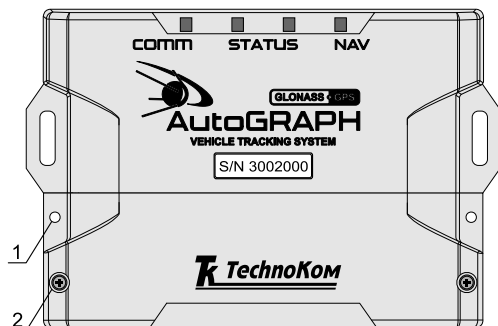 COMM STATUS NAV
GLONASS GPS
AutoGRAPH
VEHICLE TRACKING SYSTEM
S/N 3002000
1
TK TechnoKom
2